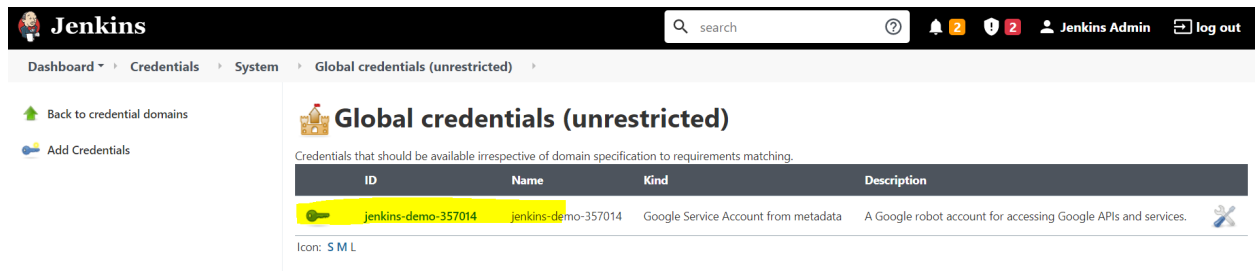 Jenkins
search
2
2
Jenkins Admin
log out
Dashboard
Credentials
System
Global credentials (unrestricted)
Back to credential domains
Add Credentials
Global credentials (unrestricted)
Credentials that should be available irrespective of domain specification to requirements matching.
ID Name Kind Description
jenkins-demo-357014 jenkins-demo-357014 Google Service Account from metadata A Google robot account for accessing Google APIs and services.
Icon: S M L